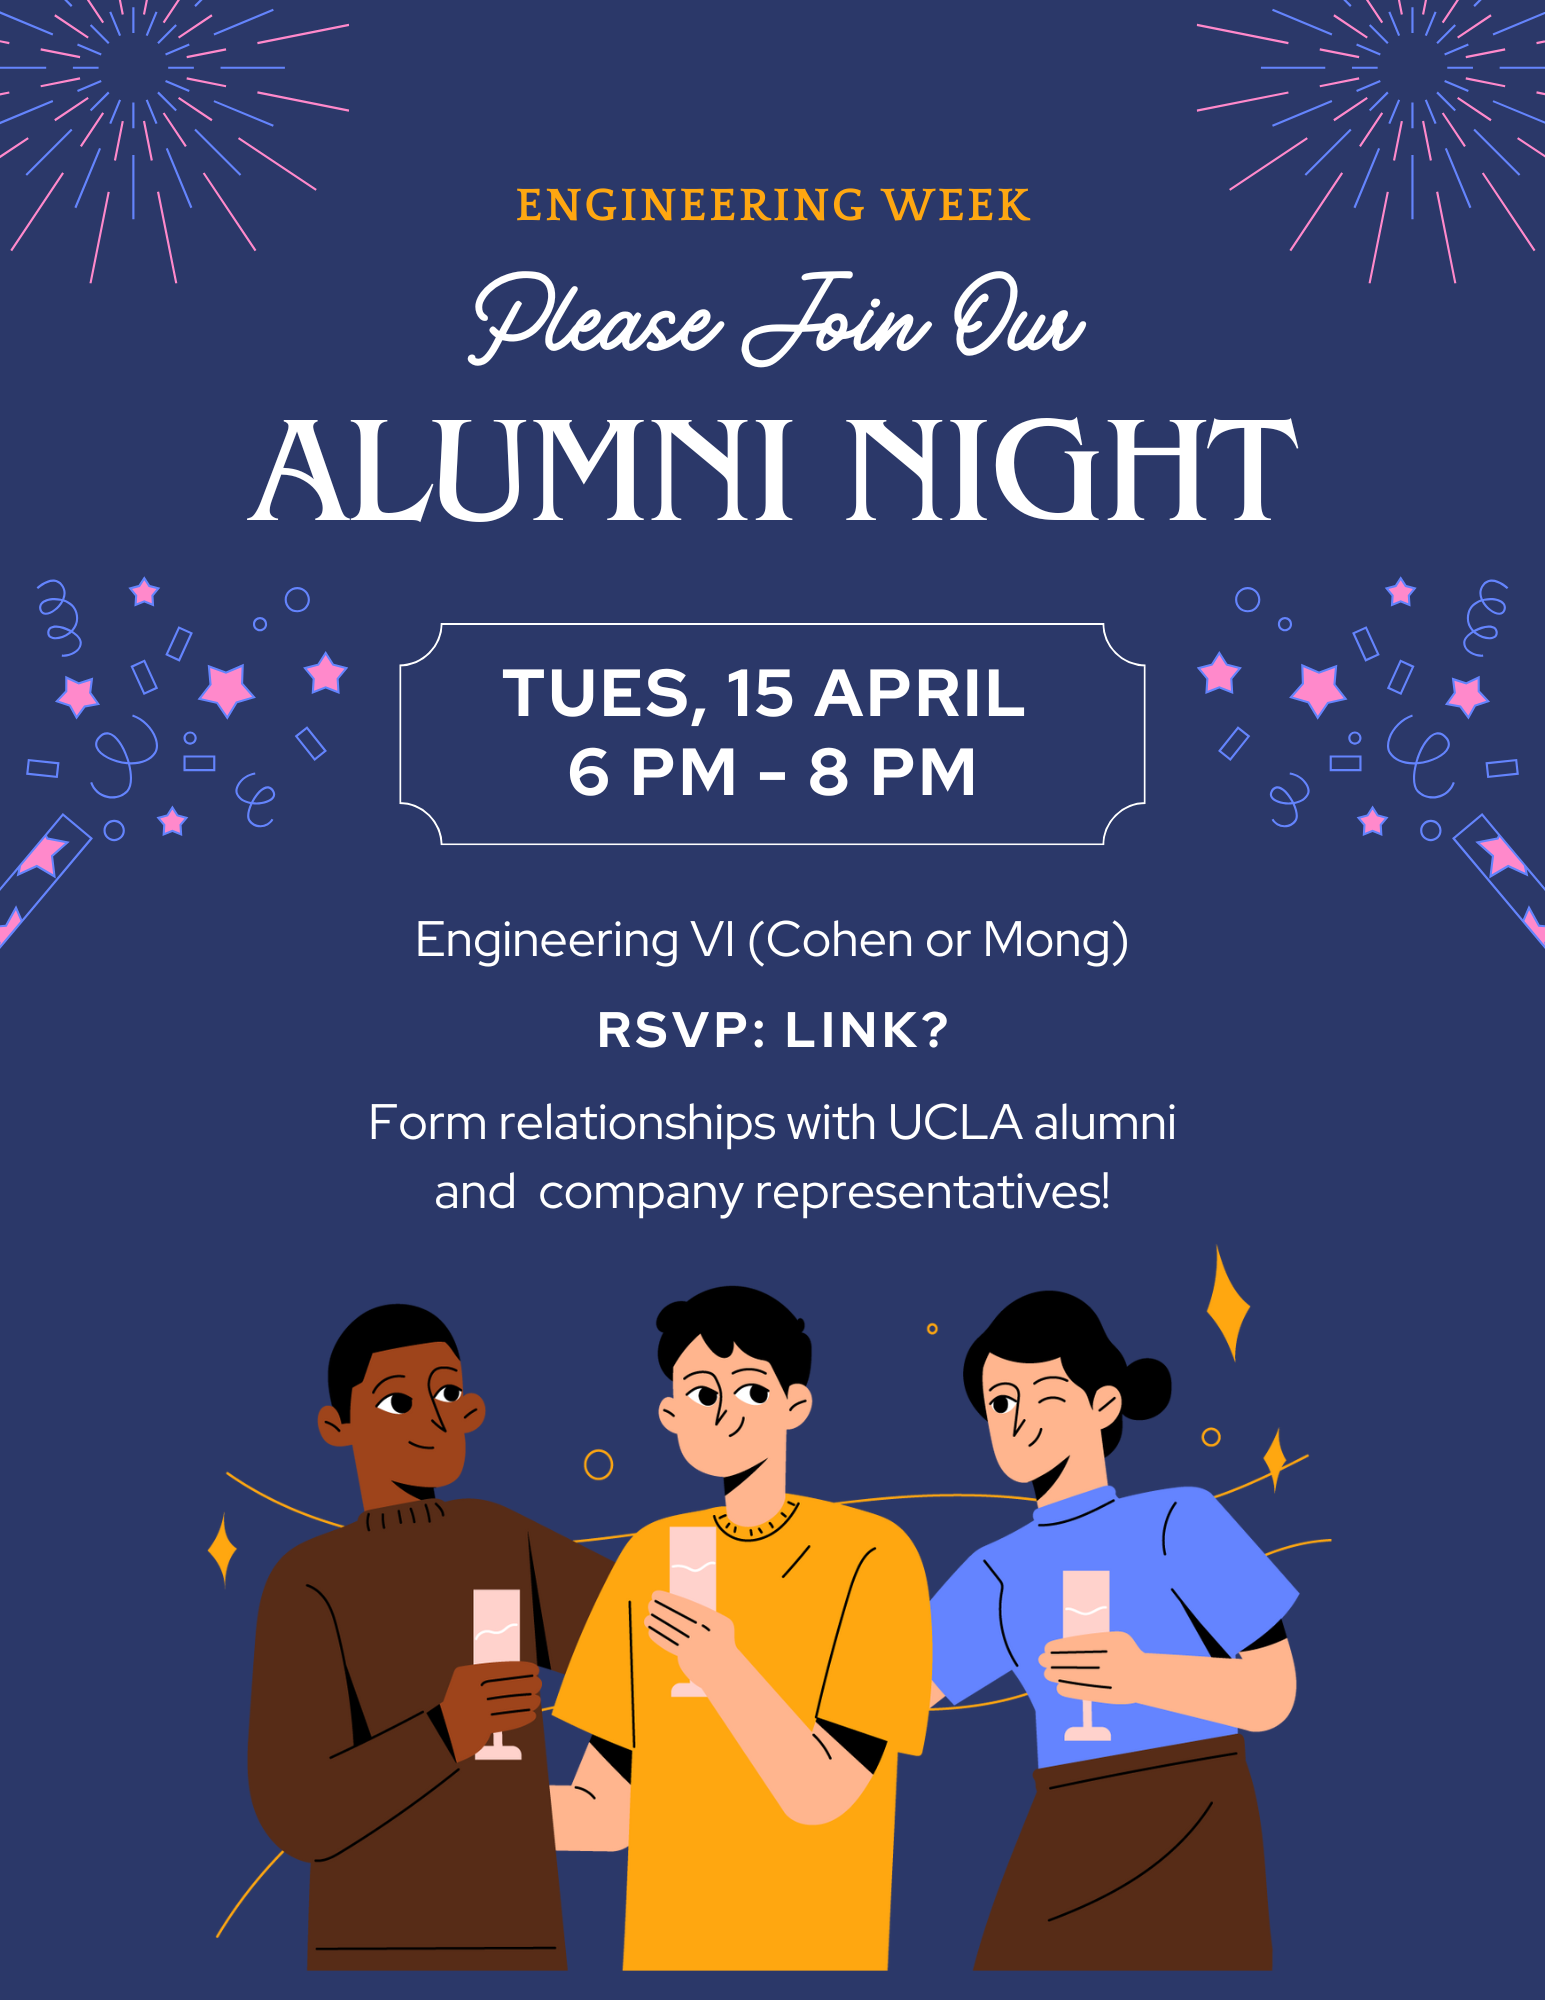 ENGINEERING WEEK
Please Join Our
ALUMNI NIGHT
TUES, 15 APRIL
6 PM - 8 PM
Engineering VI (Cohen or Mong)
RSVP: LINK?
Form relationships with UCLA alumni
and  company representatives!